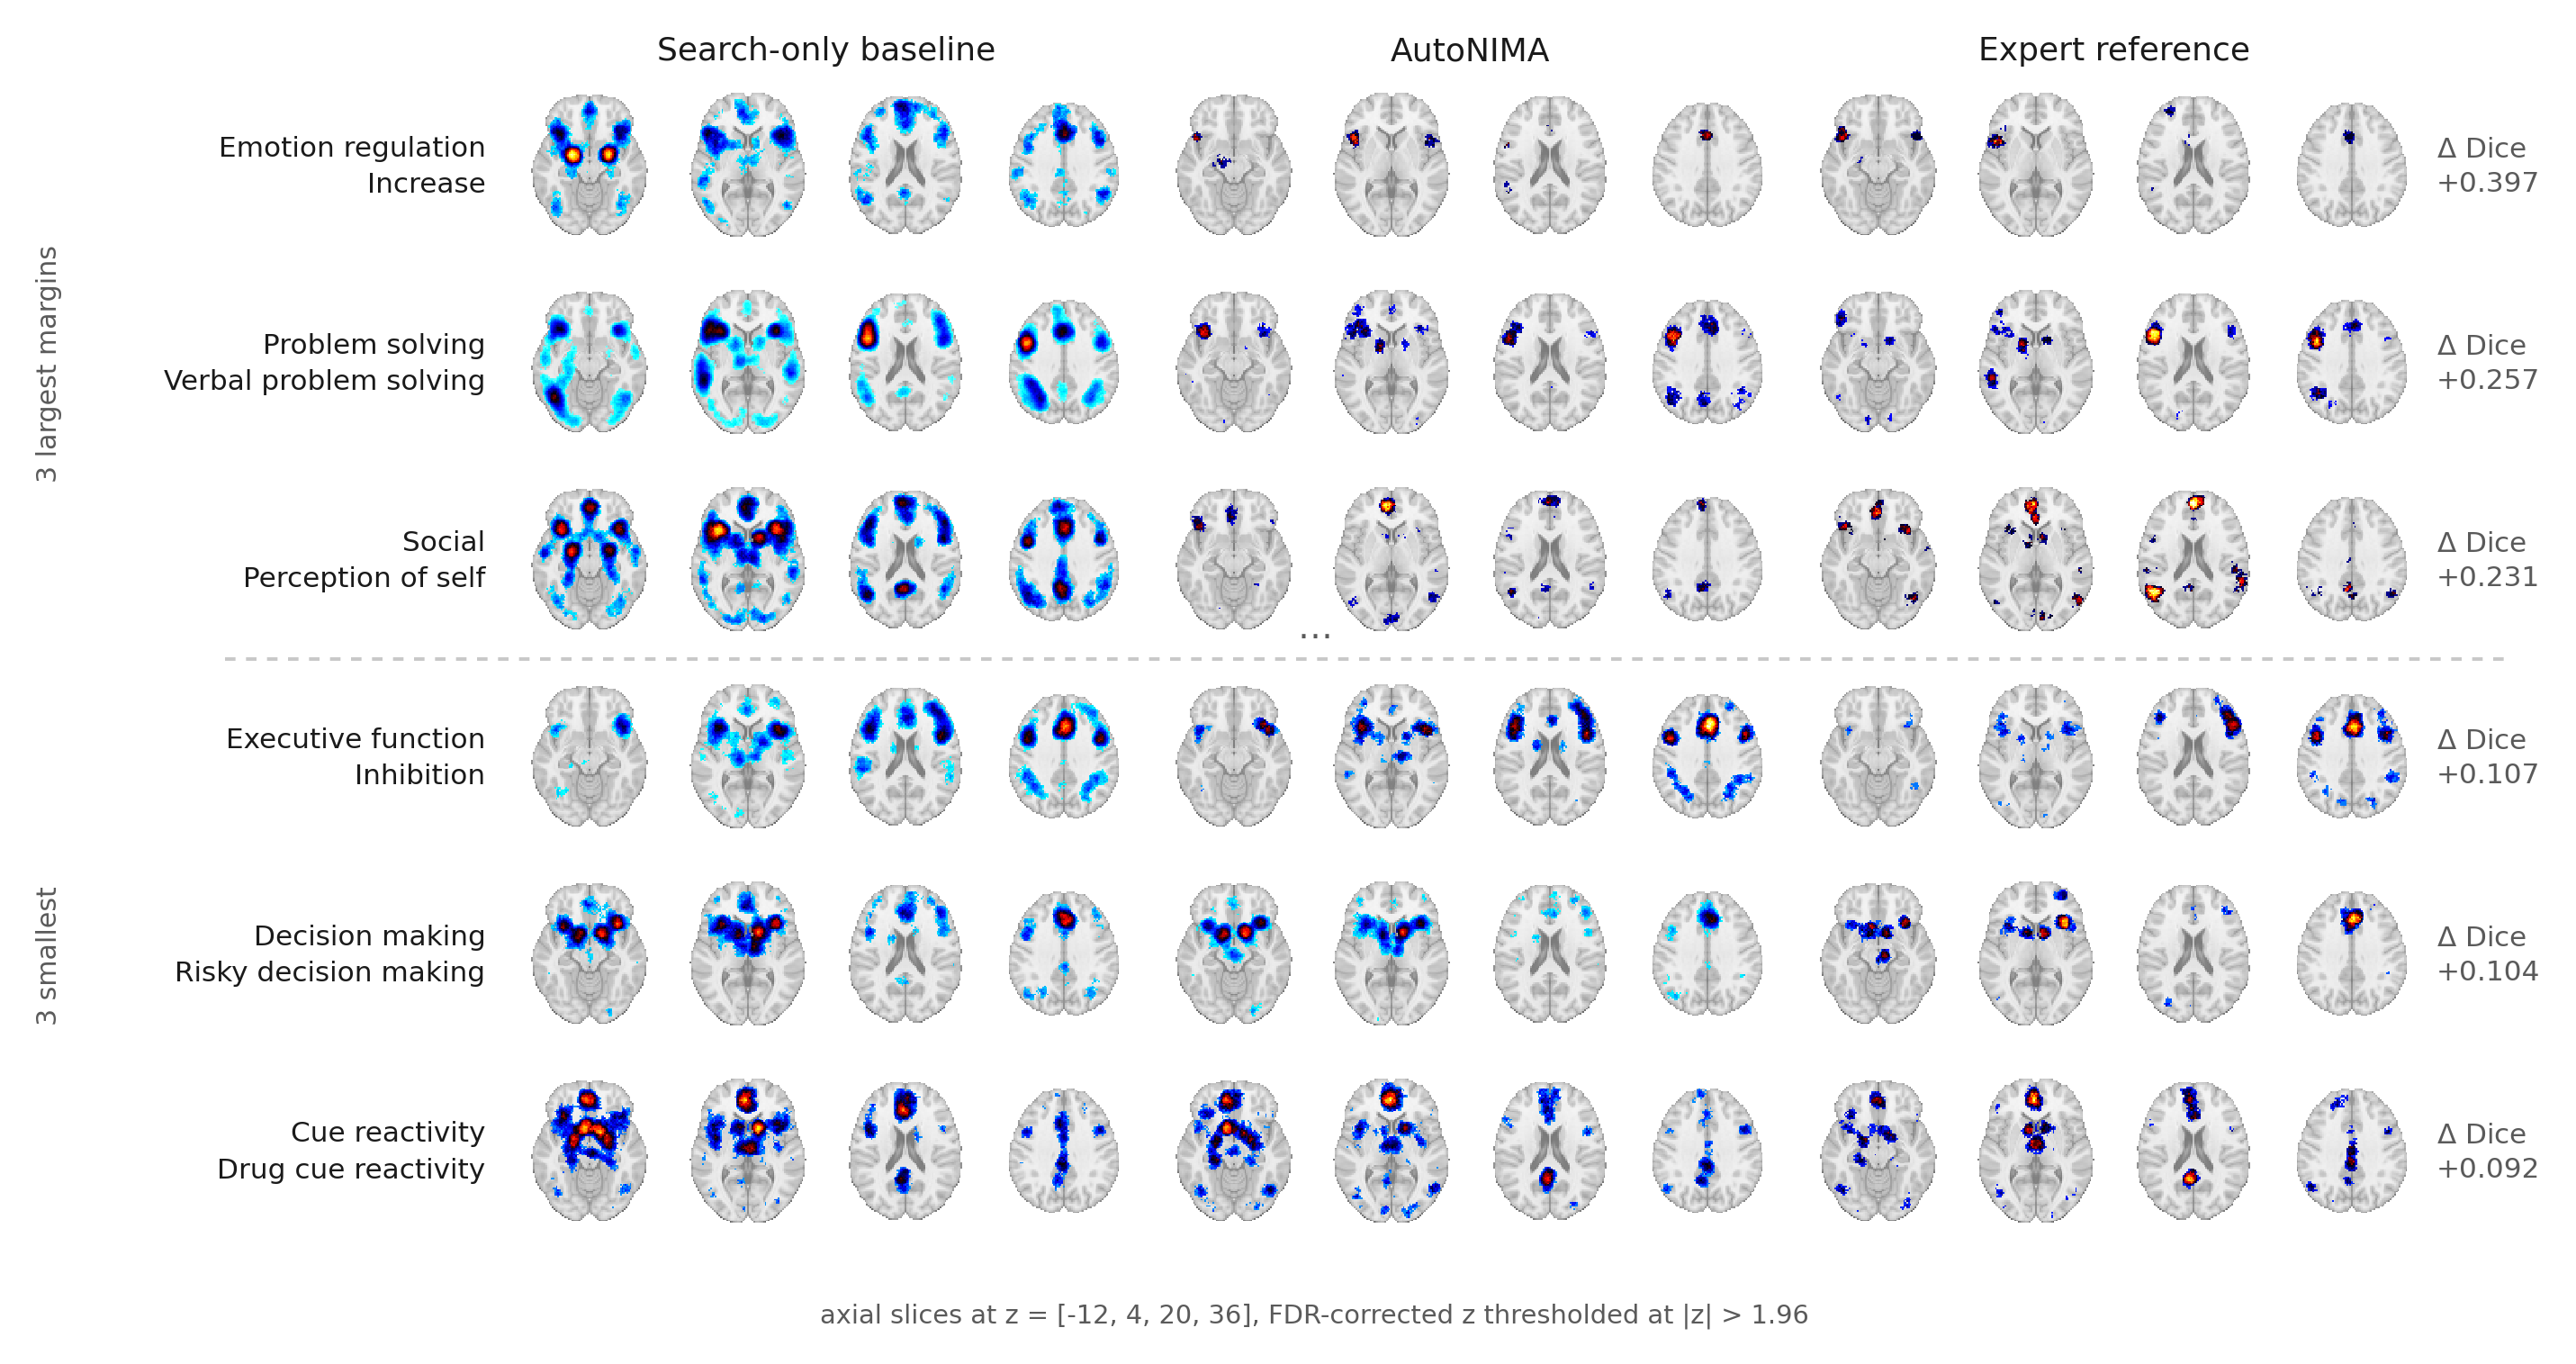 Search-only baseline
AutoNIMA
Expert reference
3 largest margins
Emotion regulation
Increase
Δ Dice
+0.397
Problem solving
Verbal problem solving
Δ Dice
+0.257
Social
Perception of self
Δ Dice
+0.231
...
3 smallest
Executive function
Inhibition
Δ Dice
+0.107
Decision making
Risky decision making
Δ Dice
+0.104
Cue reactivity
Drug cue reactivity
Δ Dice
+0.092
axial slices at z = [-12, 4, 20, 36], FDR-corrected z thresholded at |z| > 1.96